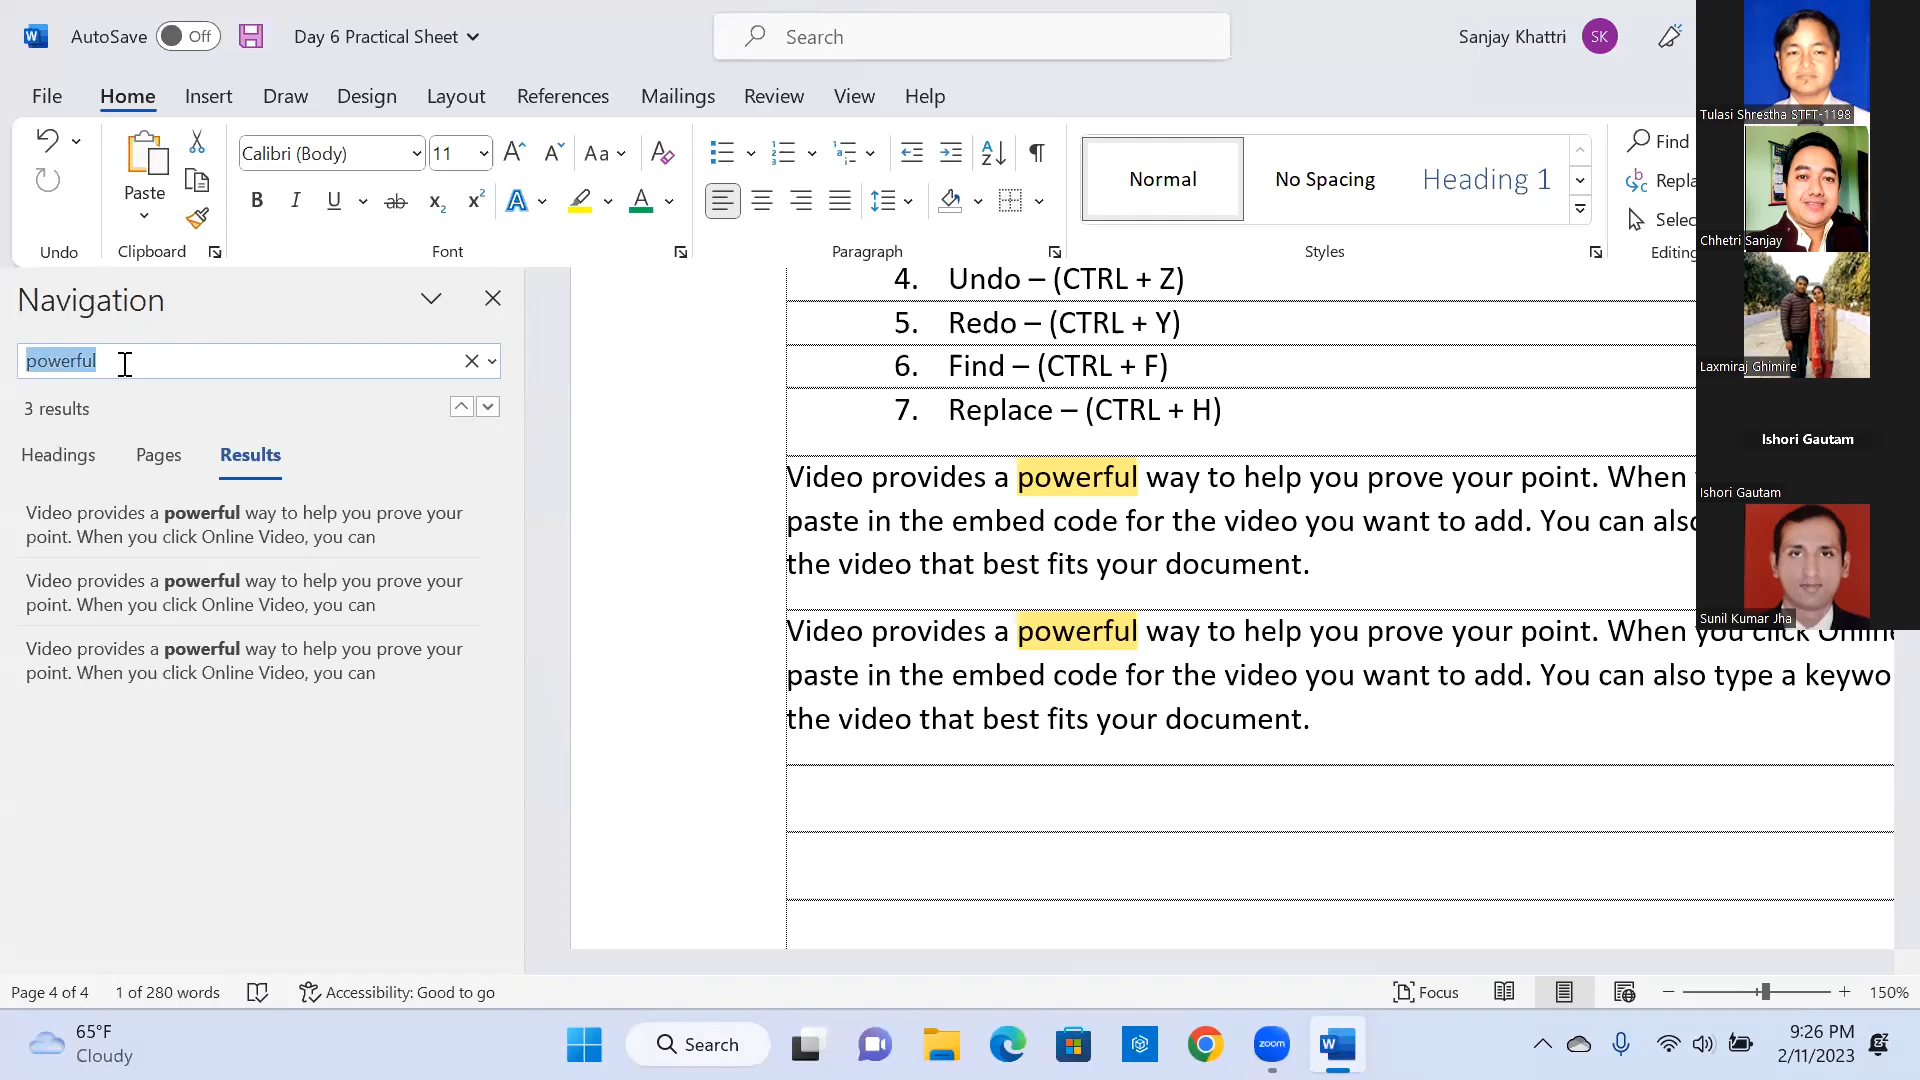 AutoSave Off Day 6 Practical Sheet Search Sanjay Khattri SK
File Home Insert Draw Design Layout References Mailings Review View Help
Calibri (Body) 11 Aa Find
Paste Normal No Spacing Heading 1 Repla
B I U ab Selec
Undo Clipboard Font Paragraph Styles Editing
Navigation
powerful
3 results
Headings Pages Results
Video provides a powerful way to help you prove your
point. When you click Online Video, you can
Video provides a powerful way to help you prove your
point. When you click Online Video, you can
Video provides a powerful way to help you prove your
point. When you click Online Video, you can
4. Undo – (CTRL + Z)
5. Redo – (CTRL + Y)
6. Find – (CTRL + F)
7. Replace – (CTRL + H)
Video provides a powerful way to help you prove your point. When
paste in the embed code for the video you want to add. You can also
the video that best fits your document.
Video provides a powerful way to help you prove your point. When you click Online
paste in the embed code for the video you want to add. You can also type a keywo
the video that best fits your document.
Tulasi Shrestha STFT-1198
Chhetri Sanjay
Laxmiraj Ghimire
Ishori Gautam
Ishori Gautam
Sunil Kumar Jha
Page 4 of 4 1 of 280 words Accessibility: Good to go Focus 150%
65°F
Cloudy
Search
zoom
9:26 PM
2/11/2023